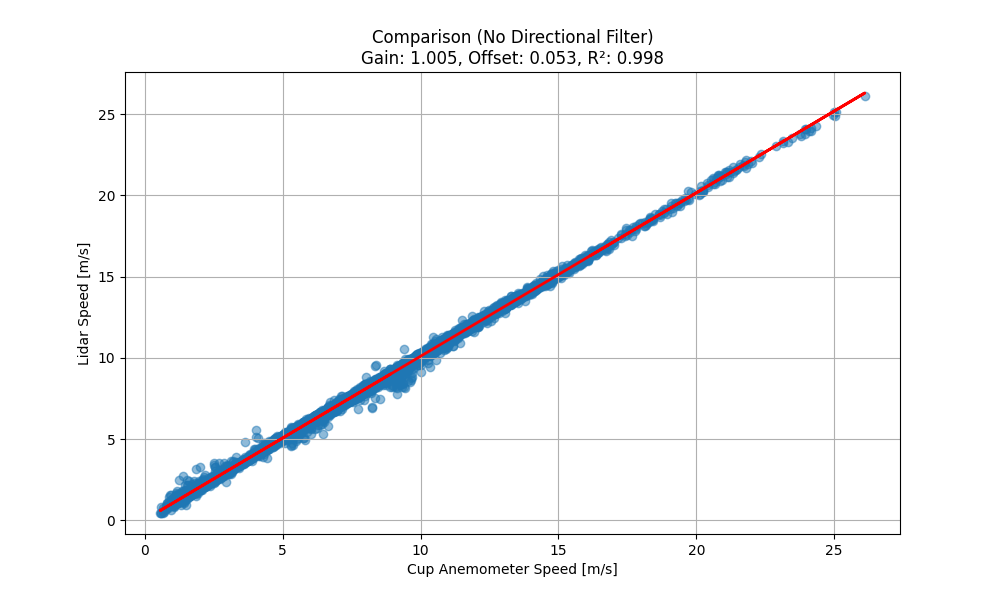 Comparison (No Directional Filter)
Gain: 1.005, Offset: 0.053, R²: 0.998
Lidar Speed [m/s]
25
20
15
10
5
0
0 5 10 15 20 25
Cup Anemometer Speed [m/s]